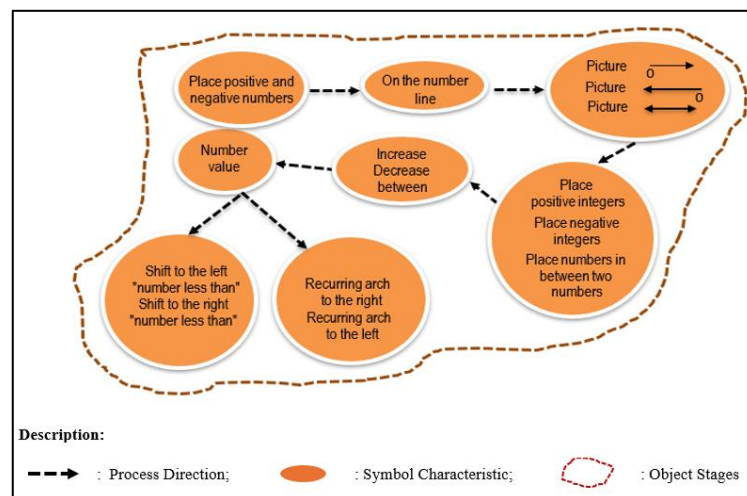 Place positive and
negative numbers
On the number
line
Picture
0
Picture
0
Picture
Number
value
Increase
Decrease
between
Place
positive integers
Place negative
integers
Place numbers in
between two
numbers
Shift to the left
"number less than"
Shift to the right
"number less than"
Recurring arch
to the right
Recurring arch
to the left
Description:
: Process Direction;
: Symbol Characteristic;
: Object Stages